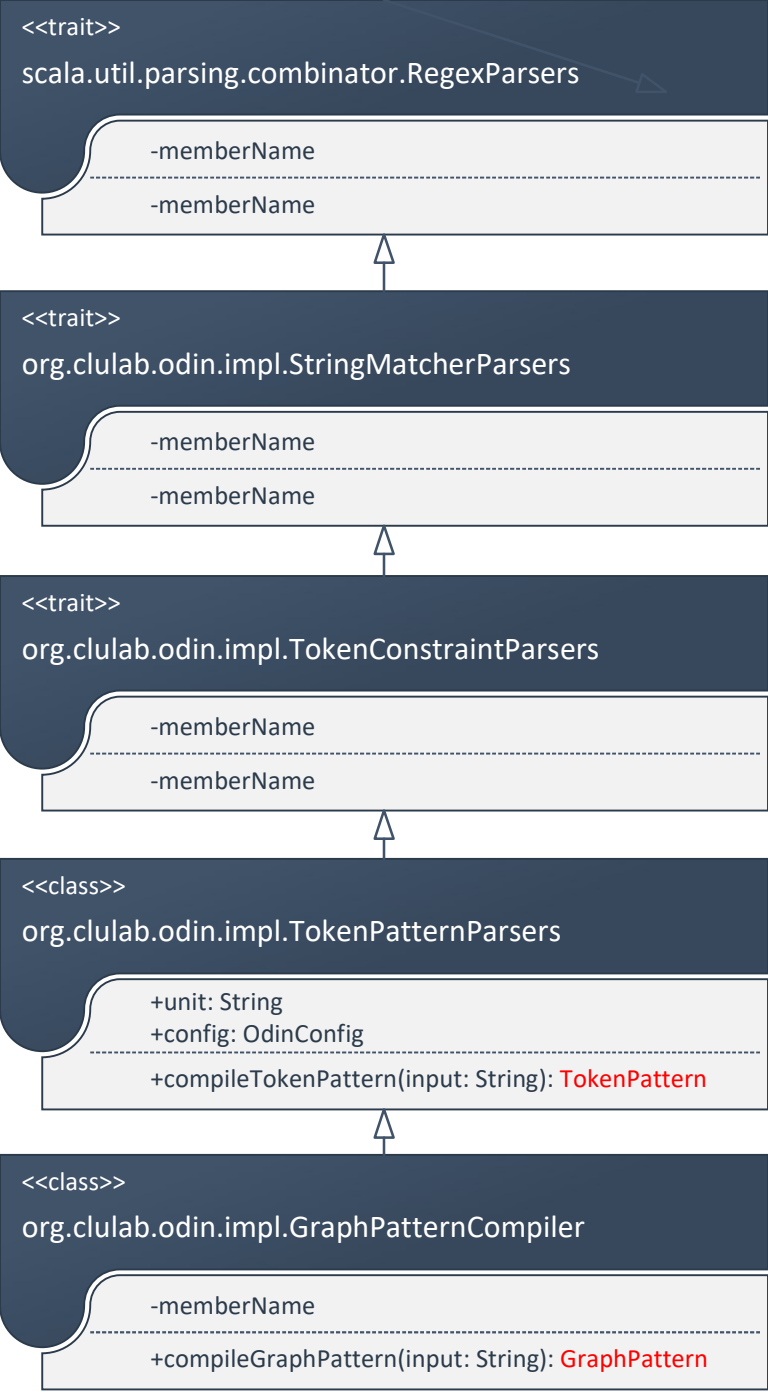 <<trait>>
scala.util.parsing.combinator.RegexParsers
-memberName
-memberName
<<trait>>
org.clulab.odin.impl.StringMatcherParsers
-memberName
-memberName
<<trait>>
org.clulab.odin.impl.TokenConstraintParsers
-memberName
-memberName
<<class>>
org.clulab.odin.impl.TokenPatternParsers
+unit: String
+config: OdinConfig
+compileTokenPattern(input: String): TokenPattern
<<class>>
org.clulab.odin.impl.GraphPatternCompiler
-memberName
+compileGraphPattern(input: String): GraphPattern